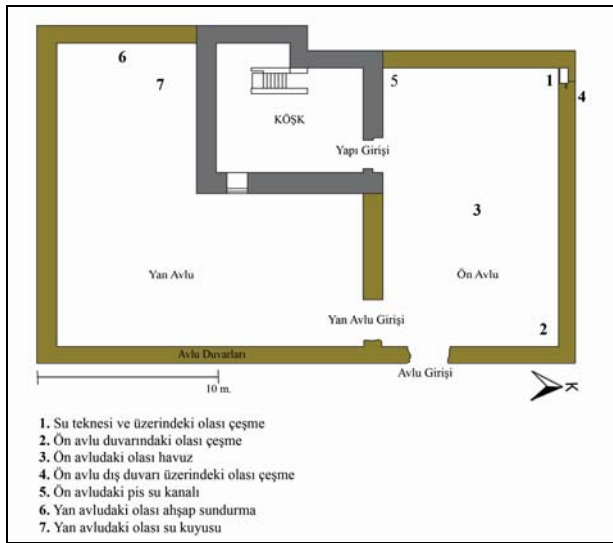 6
7
5
1
4
KÖŞK
Yapı Girişi
3
Yan Avlu
Ön Avlu
Yan Avlu Girişi
2
Avlu Duvarları
Avlu Girişi
10 m.
K
1. Su teknesi ve üzerindeki olası çeşme
2. Ön avlu duvarındaki olası çeşme
3. Ön avludaki olası havuz
4. Ön avlu dış duvarı üzerindeki olası çeşme
5. Ön avludaki pis su kanalı
6. Yan avludaki olası ahşap sundurma
7. Yan avludaki olası su kuyusu